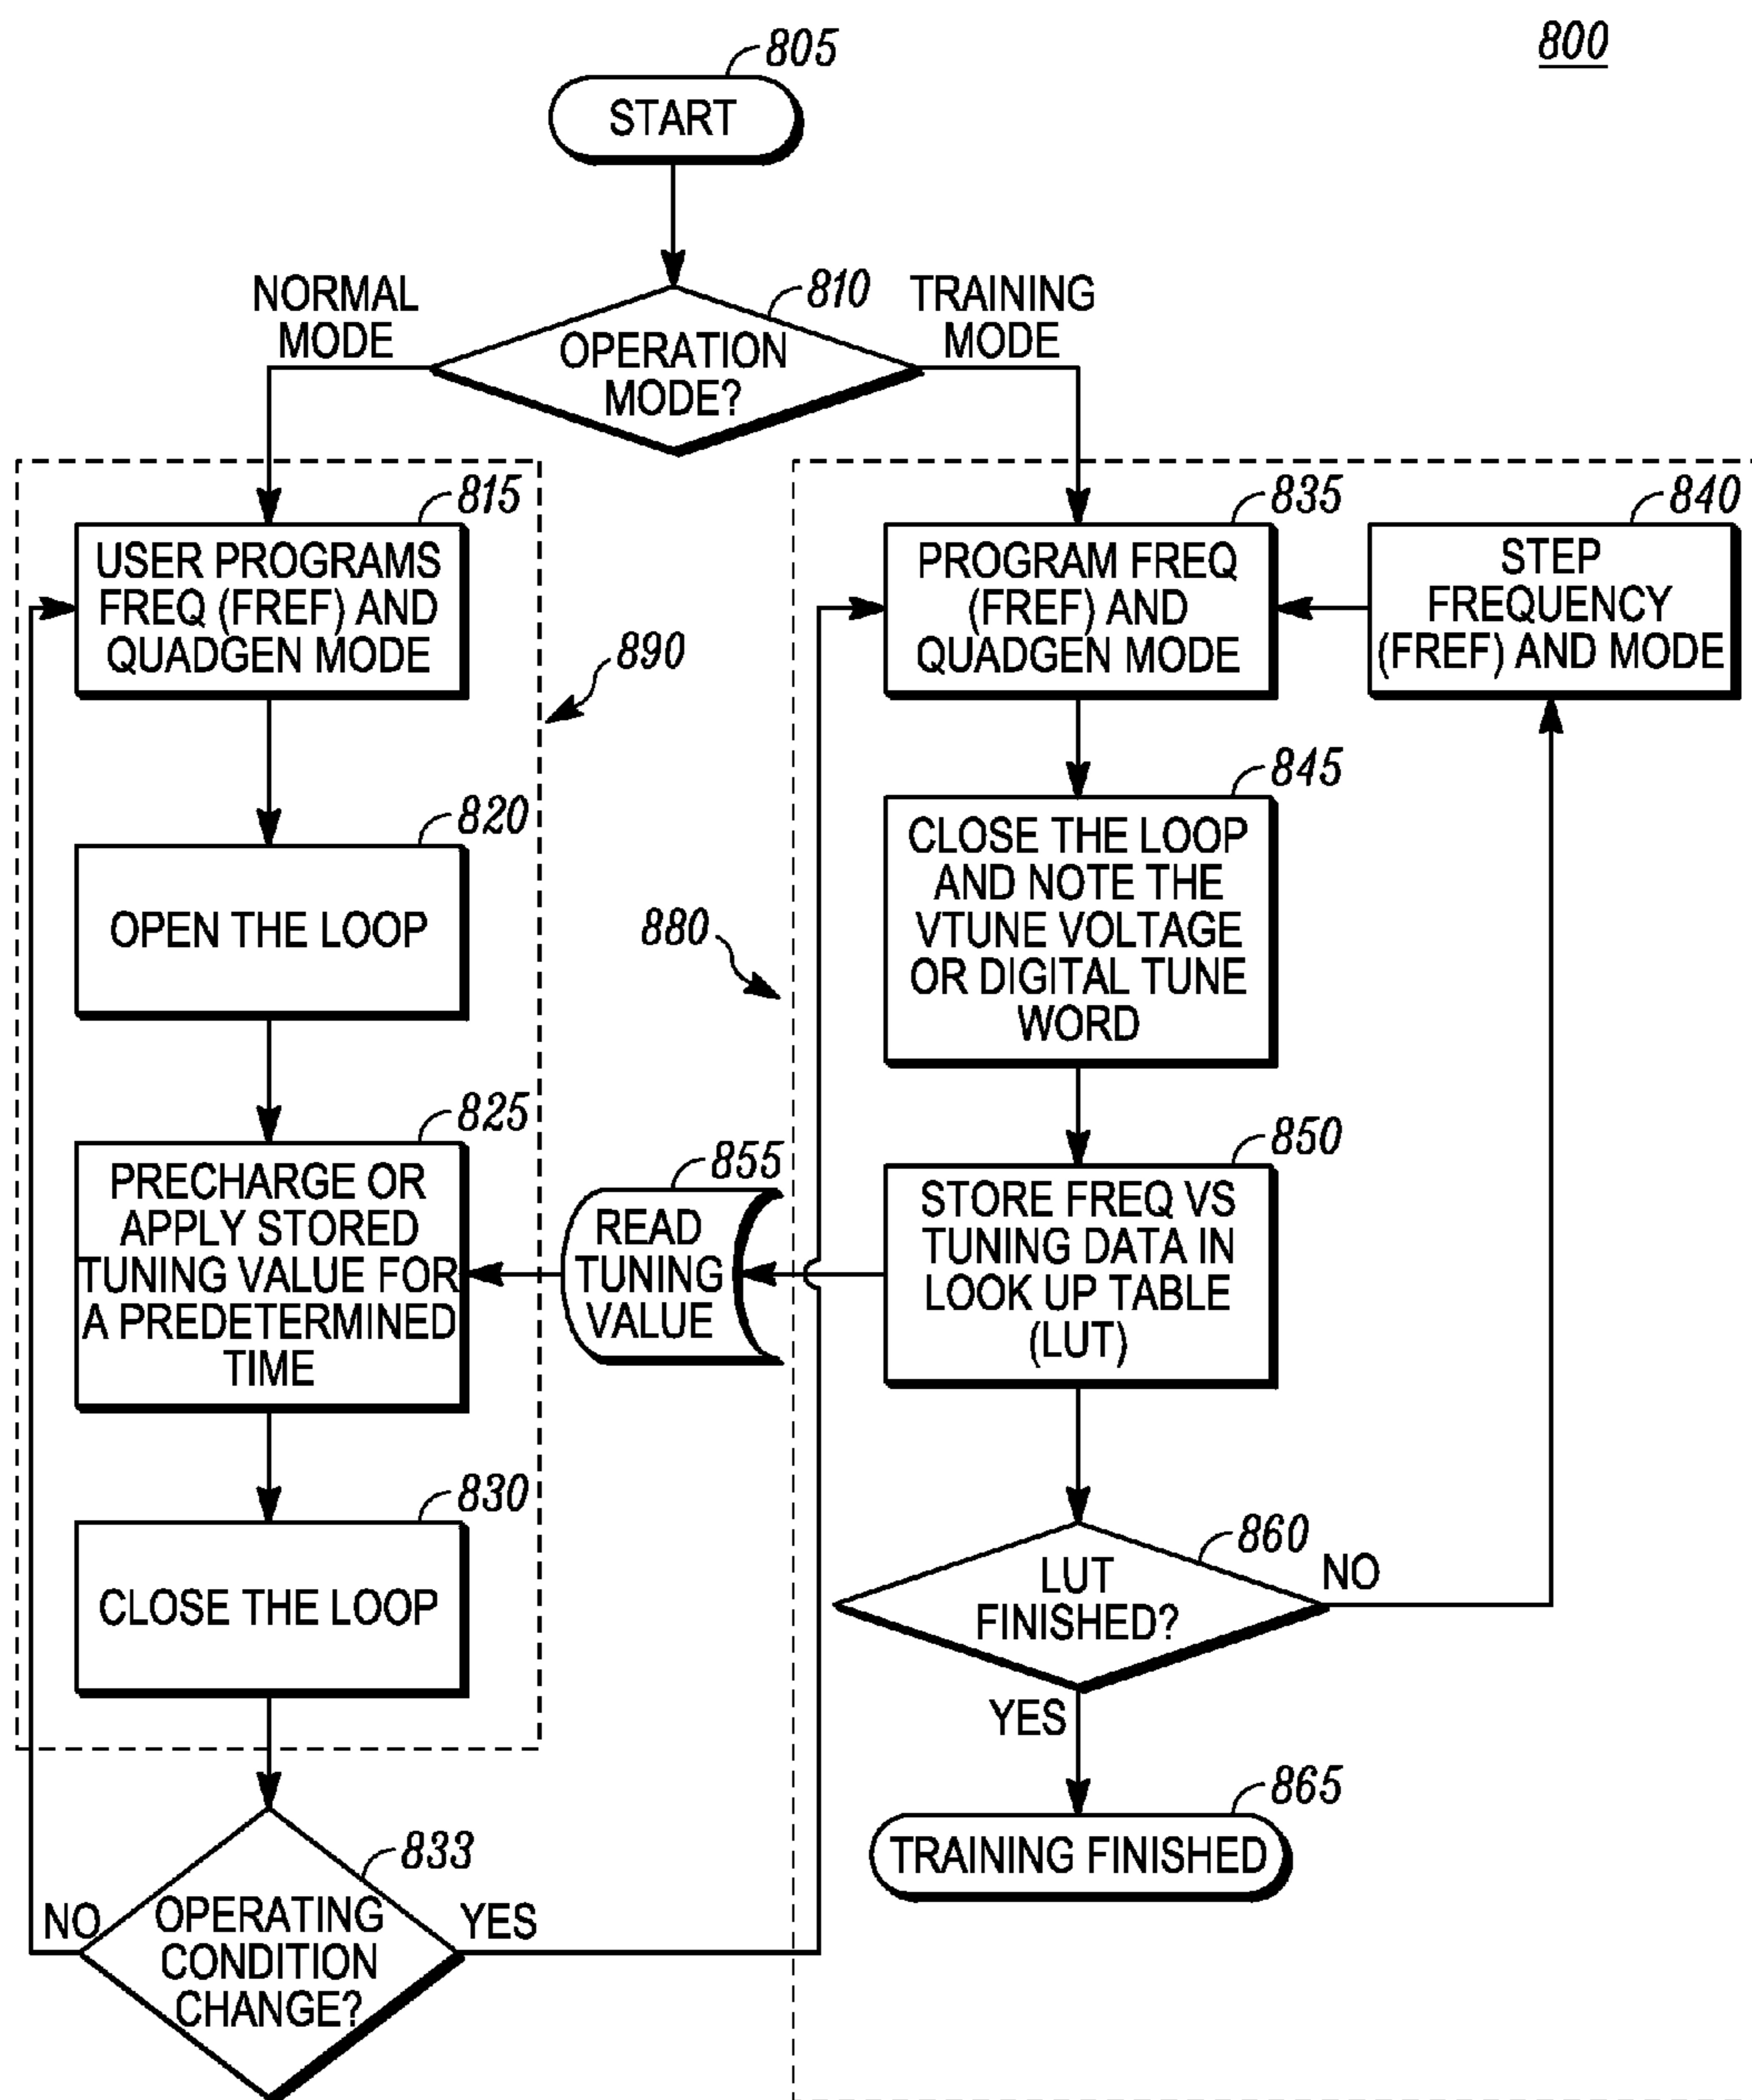 800
805
START
NORMAL
MODE
810
TRAINING
MODE
OPERATION
MODE?
815
USER PROGRAMS
FREQ (FREF) AND
QUADGEN MODE
890
835
PROGRAM FREQ
(FREF) AND
QUADGEN MODE
840
STEP
FREQUENCY
(FREF) AND MODE
820
OPEN THE LOOP
880
845
CLOSE THE LOOP
AND NOTE THE
VTUNE VOLTAGE
OR DIGITAL TUNE
WORD
825
PRECHARGE OR
APPLY STORED
TUNING VALUE FOR
A PREDETERMINED
TIME
855
READ
TUNING
VALUE
850
STORE FREQ VS
TUNING DATA IN
LOOK UP TABLE
(LUT)
830
CLOSE THE LOOP
860
LUT
FINISHED?
NO
YES
865
TRAINING FINISHED
833
NO
OPERATING
CONDITION
CHANGE?
YES